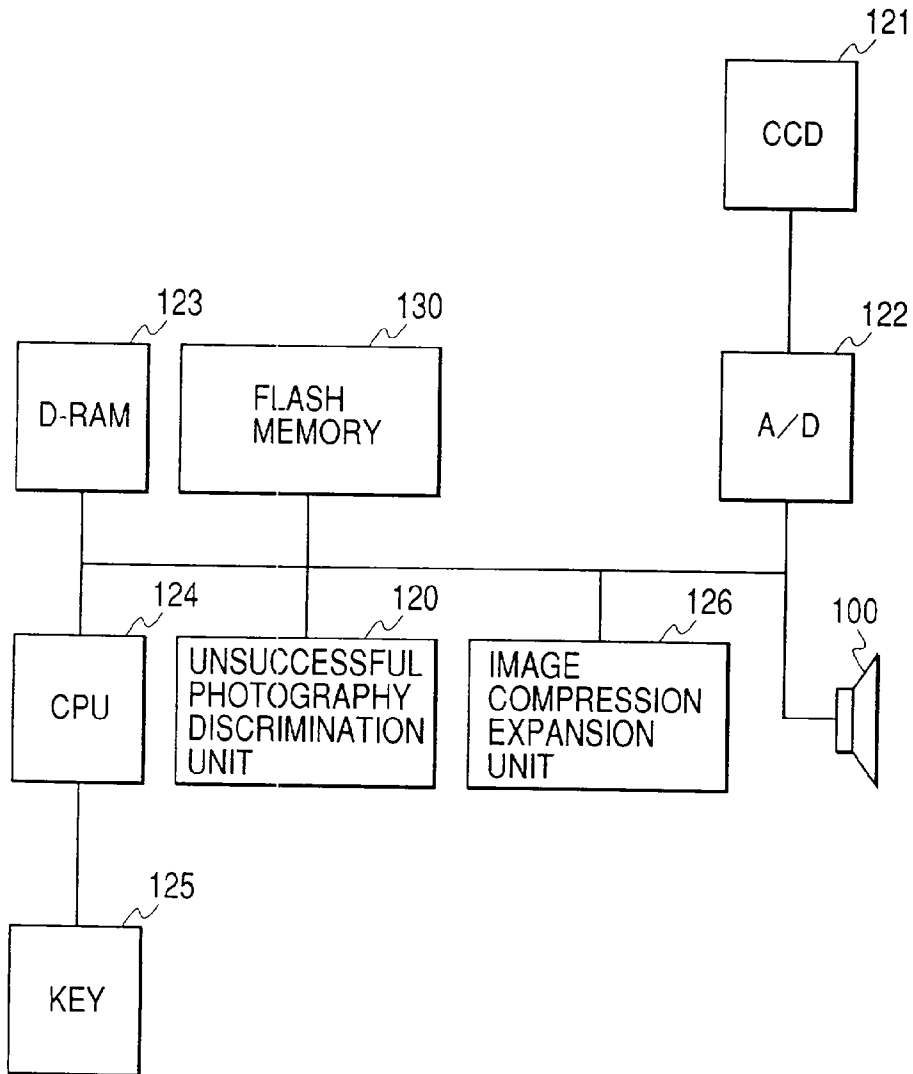 121
CCD
123
130
122
D-RAM
FLASH
MEMORY
A/D
124
120
126
100
CPU
UNSUCCESSFUL
PHOTOGRAPHY
DISCRIMINATION
UNIT
IMAGE
COMPRESSION
EXPANSION
UNIT
125
KEY